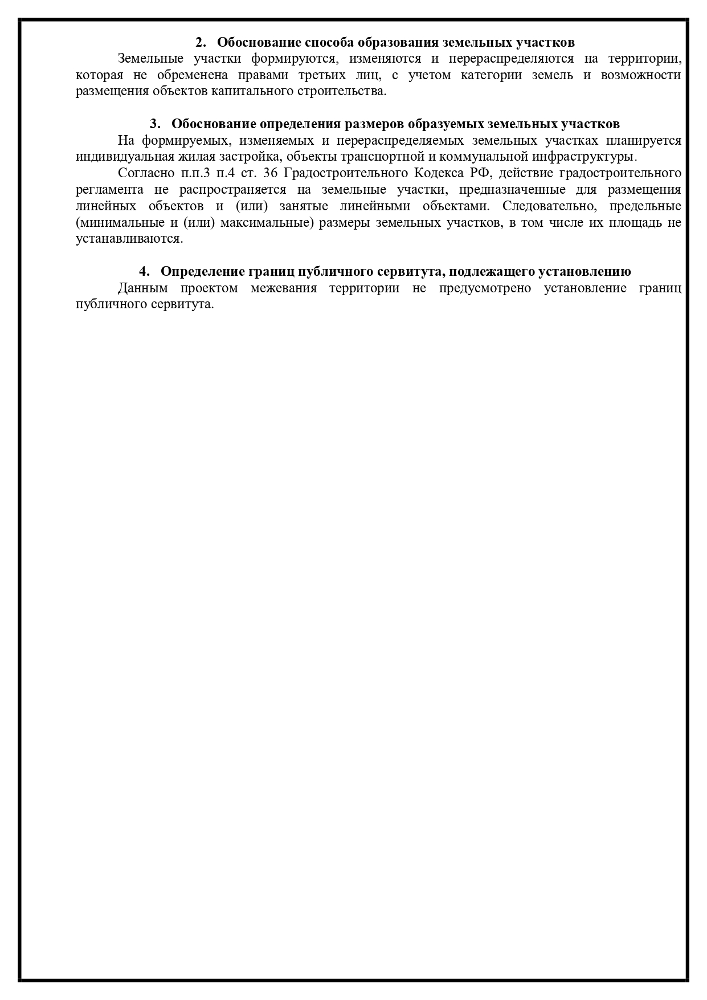 2. Обоснование способа образования земельных участков
Земельные участки формируются, изменяются и перераспределяются на территории,
которая не обременена правами третьих лиц, с учетом категории земель и возможности
размещения объектов капитального строительства.
3. Обоснование определения размеров образуемых земельных участков
На формируемых, изменяемых и перераспределяемых земельных участках планируется
индивидуальная жилая застройка, объекты транспортной и коммунальной инфраструктуры.
Согласно п.п.3 п.4 ст. 36 Градостроительного Кодекса РФ, действие градостроительного
регламента не распространяется на земельные участки, предназначенные для размещения
линейных объектов и (или) занятые линейными объектами. Следовательно, предельные
(минимальные и (или) максимальные) размеры земельных участков, в том числе их площадь не
устанавливаются.
4. Определение границ публичного сервитута, подлежащего установлению
Данным проектом межевания территории не предусмотрено установление границ
публичного сервитута.